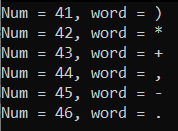 Num = 41, word = )
Num = 42, word = *
Num = 43, word = +
Num = 44, word = ,
Num = 45, word = -
Num = 46, word = .